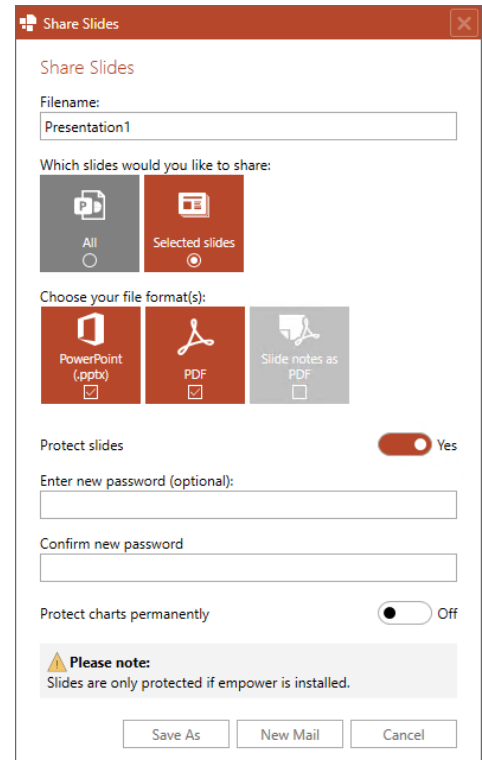 Share Slides
Share Slides
Filename:
Presentation1
Which slides would you like to share:
All
Selected slides
Choose your file format(s):
PowerPoint
(.pptx)
PDF
Slide notes as
PDF
Protect slides
Yes
Enter new password (optional):
Confirm new password
Protect charts permanently
Off
Please note:
Slides are only protected if empower is installed.
Save As
New Mail
Cancel